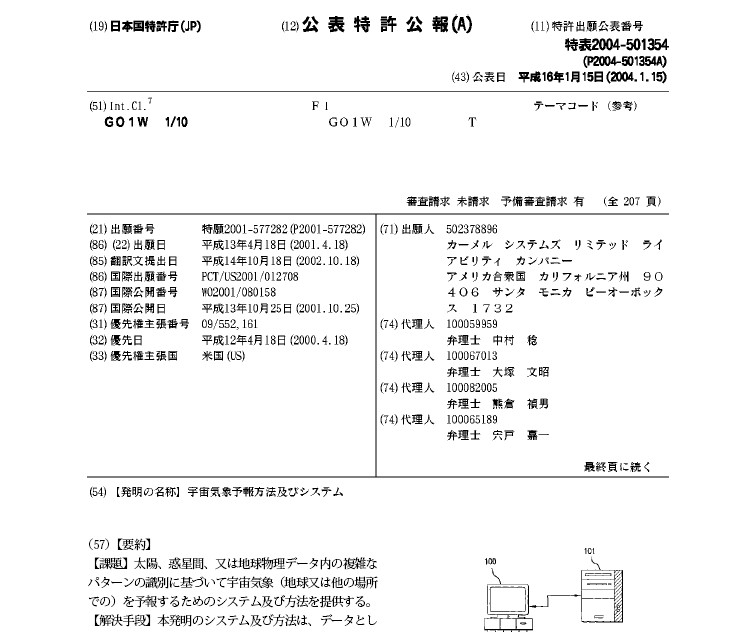 (19)日本国特許庁(JP)
(12)公表特許公報(A)
(11)特許出願公表番号
特表2004-501354
(P2004-501354A)
(43)公表日 平成16年1月15日(2004.1.15)
(51)Int.Cl.7
GO1W 1/10
F I
GO1W 1/10 T
テーマコード(参考)
審査請求 未請求 予備審査請求 有 (全 207 頁)
(21)出願番号 特願2001-577282(P2001-577282)
(86)(22)出願日 平成13年4月18日(2001.4.18)
(85)翻訳文提出日 平成14年10月18日(2002.10.18)
(86)国際出願番号 PCT/US2001/012708
(87)国際公開番号 WO2001/080158
(87)国際公開日 平成13年10月25日(2001.10.25)
(31)優先権主張番号 09/552,161
(32)優先日 平成12年4月18日(2000.4.18)
(33)優先権主張国 米国(US)
(71)出願人 502378896
カーメル システムズ リミテッド ライ
アビリティ カンパニー
アメリカ合衆国 カリフォルニア州 90
406 サンタ モニカ ピーオーボック
ス 1732
(74)代理人 100059959
弁理士 中村 稔
(74)代理人 100067013
弁理士 大塚 文昭
(74)代理人 100082005
弁理士 熊倉 禎男
(74)代理人 100065189
弁理士 宍戸 嘉一
最終頁に続く
(54)【発明の名称】宇宙気象予報方法及びシステム
(57)【要約】
【課題】太陽、惑星間、又は地球物理データ内の複雑な
パターンの識別に基づいて宇宙気象(地球又は他の場所
での)を予報するためのシステム及び方法を提供する。
【解決手段】本発明のシステム及び方法は、データとし
100
101